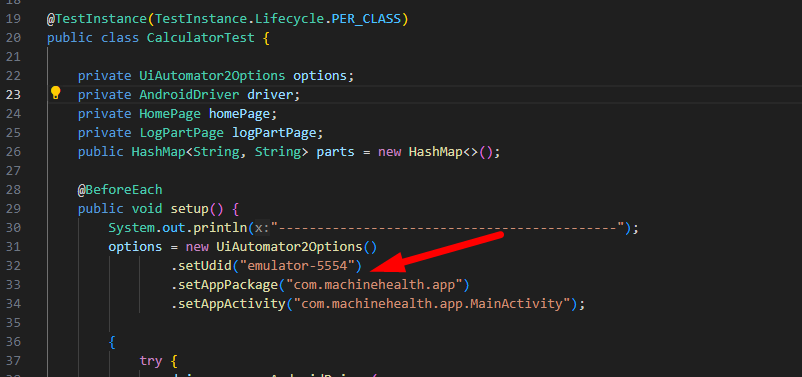 18
19 @TestInstance(TestInstance.Lifecycle.PER_CLASS)
20 public class CalculatorTest {
21
22     private UiAutomator2Options options;
23     private AndroidDriver driver;
24     private HomePage homePage;
25     private LogPartPage logPartPage;
26     public HashMap<String, String> parts = new HashMap<>();
27
28     @BeforeEach
29     public void setup() {
30         System.out.println(x:"--------------------------------------------");
31         options = new UiAutomator2Options()
32                 .setUdid("emulator-5554")
33                 .setAppPackage("com.machinehealth.app")
34                 .setAppActivity("com.machinehealth.app.MainActivity");
35
36         {
37             try {